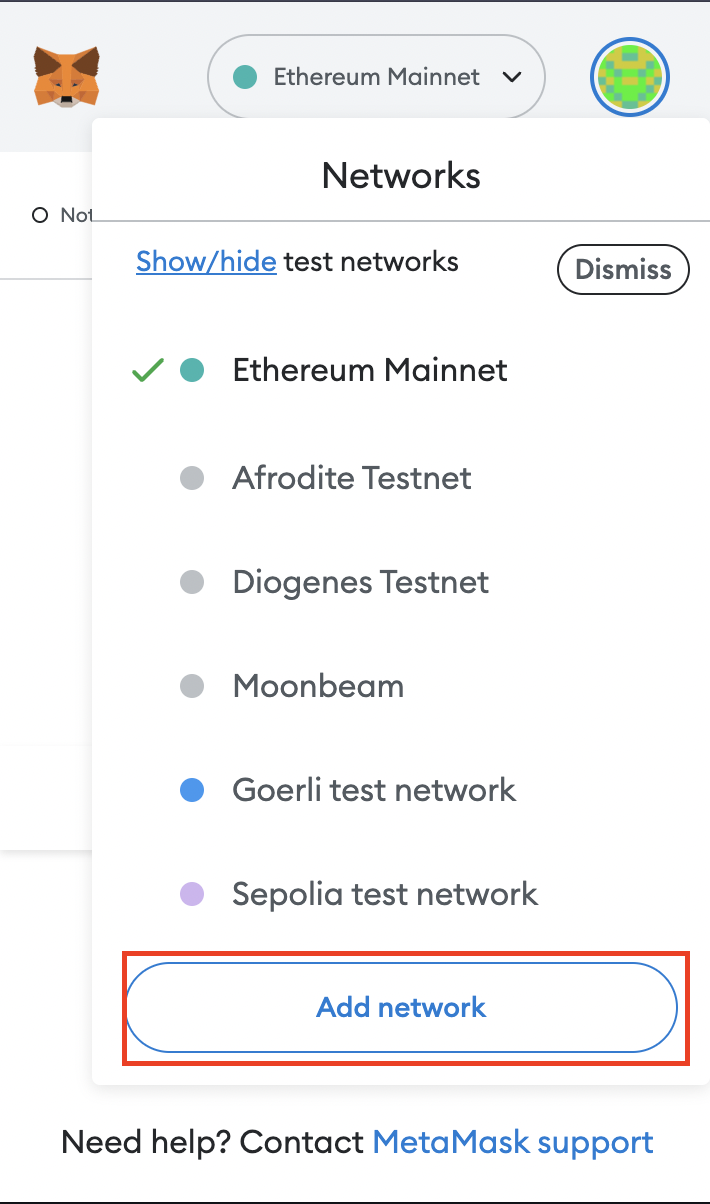 Ethereum Mainnet
Networks
Not
Show/hide test networks
Dismiss
Ethereum Mainnet
Afrodite Testnet
Diogenes Testnet
Moonbeam
Goerli test network
Sepolia test network
Add network
Need help? Contact MetaMask support